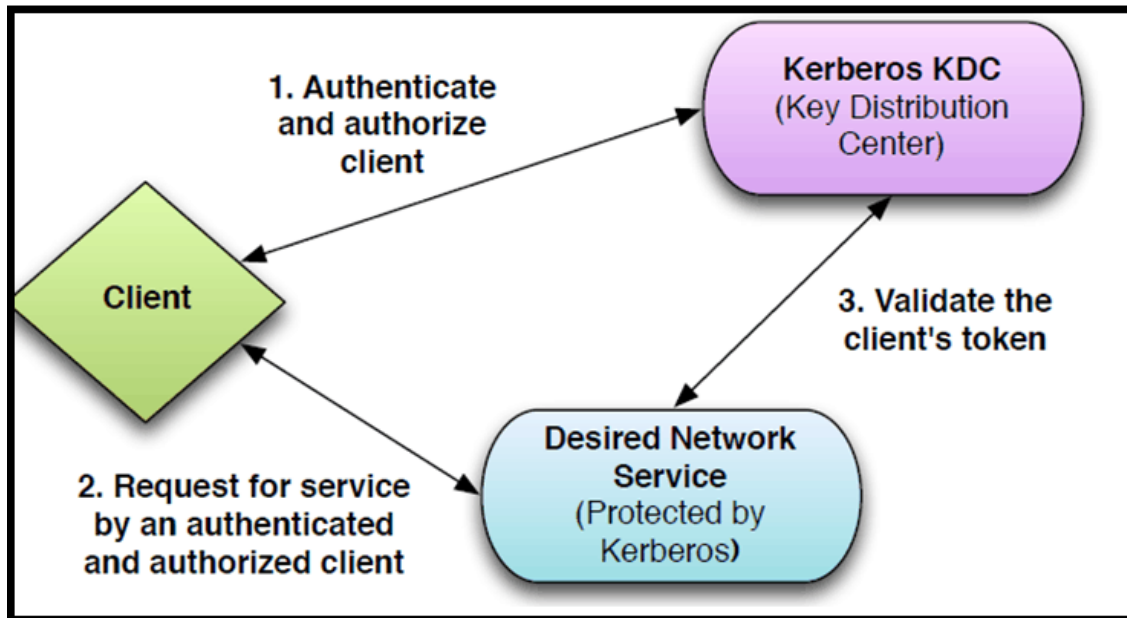 1. Authenticate
and authorize
client
Kerberos KDC
(Key Distribution
Center)
Client
3. Validate the
client's token
2. Request for service
by an authenticated
and authorized client
Desired Network
Service
(Protected by
Kerberos)